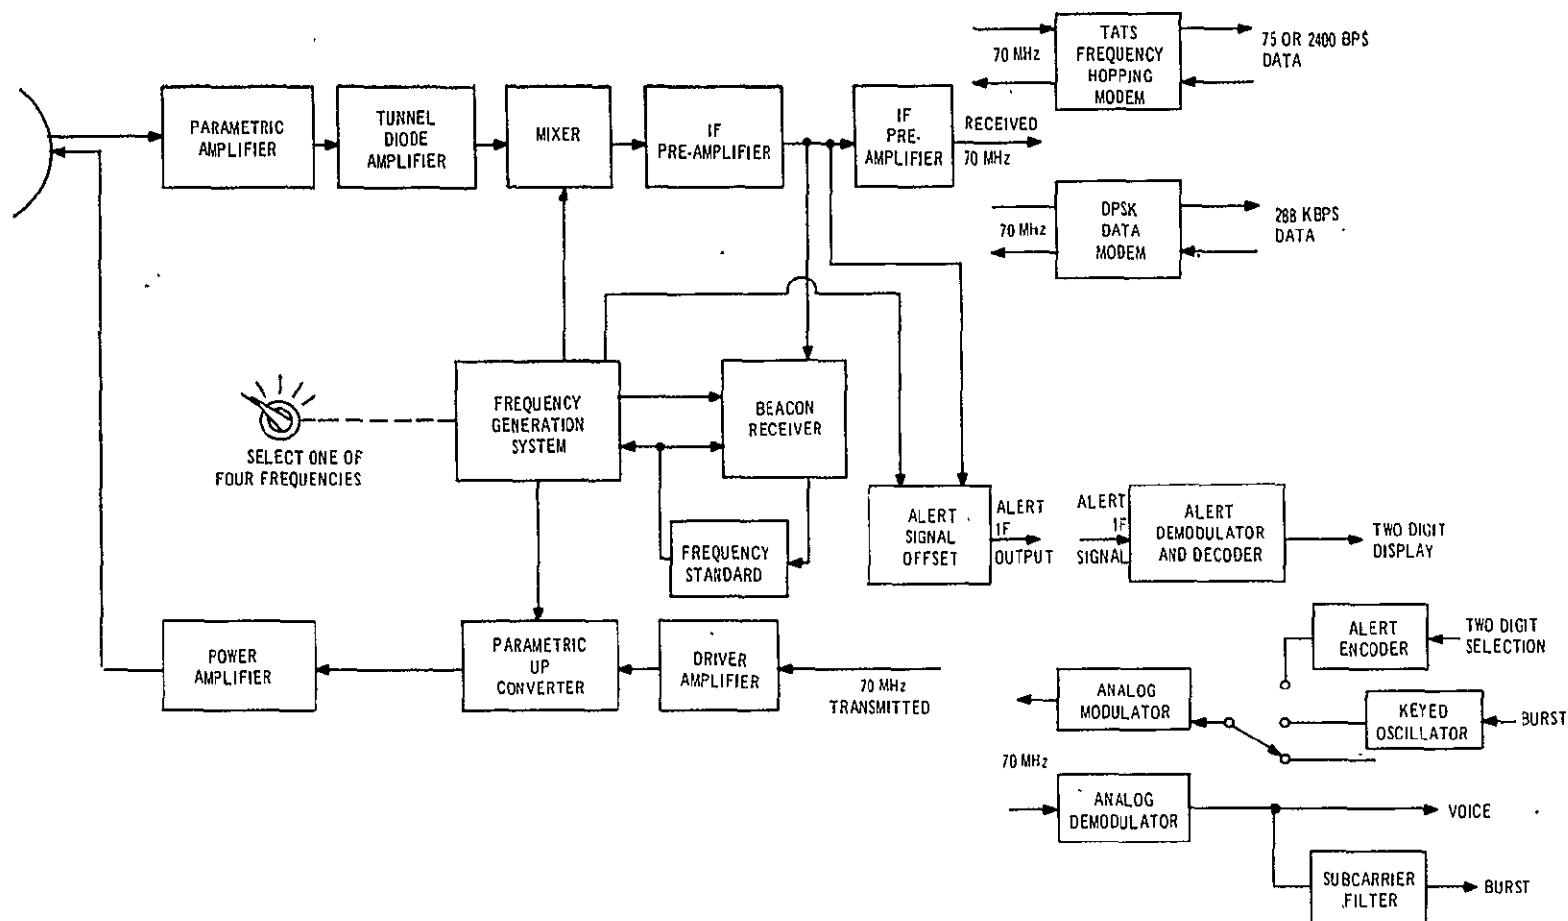 PARAMETRIC
AMPLIFIER
TUNNEL
DIODE
AMPLIFIER
MIXER
IF
PRE-AMPLIFIER
IF
PRE-
AMPLIFIER
RECEIVED
70 MHz
70 MHz
TATS
FREQUENCY
HOPPING
MODEM
75 OR 2400 BPS
DATA
70 MHz
DPSK
DATA
MODEM
288 KBPS
DATA
SELECT ONE OF
FOUR FREQUENCIES
FREQUENCY
GENERATION
SYSTEM
BEACON
RECEIVER
FREQUENCY
STANDARD
ALERT
SIGNAL
OFFSET
ALERT
1F
OUTPUT
ALERT
1F
SIGNAL
ALERT
DEMODULATOR
AND DECODER
TWO DIGIT
DISPLAY
POWER
AMPLIFIER
PARAMETRIC
UP
CONVERTER
DRIVER
AMPLIFIER
70 MHz
TRANSMITTED
ALERT
ENCODER
TWO DIGIT
SELECTION
ANALOG
MODULATOR
KEYED
OSCILLATOR
BURST
70 MHz
ANALOG
DEMODULATOR
VOICE
SUBCARRIER
FILTER
BURST